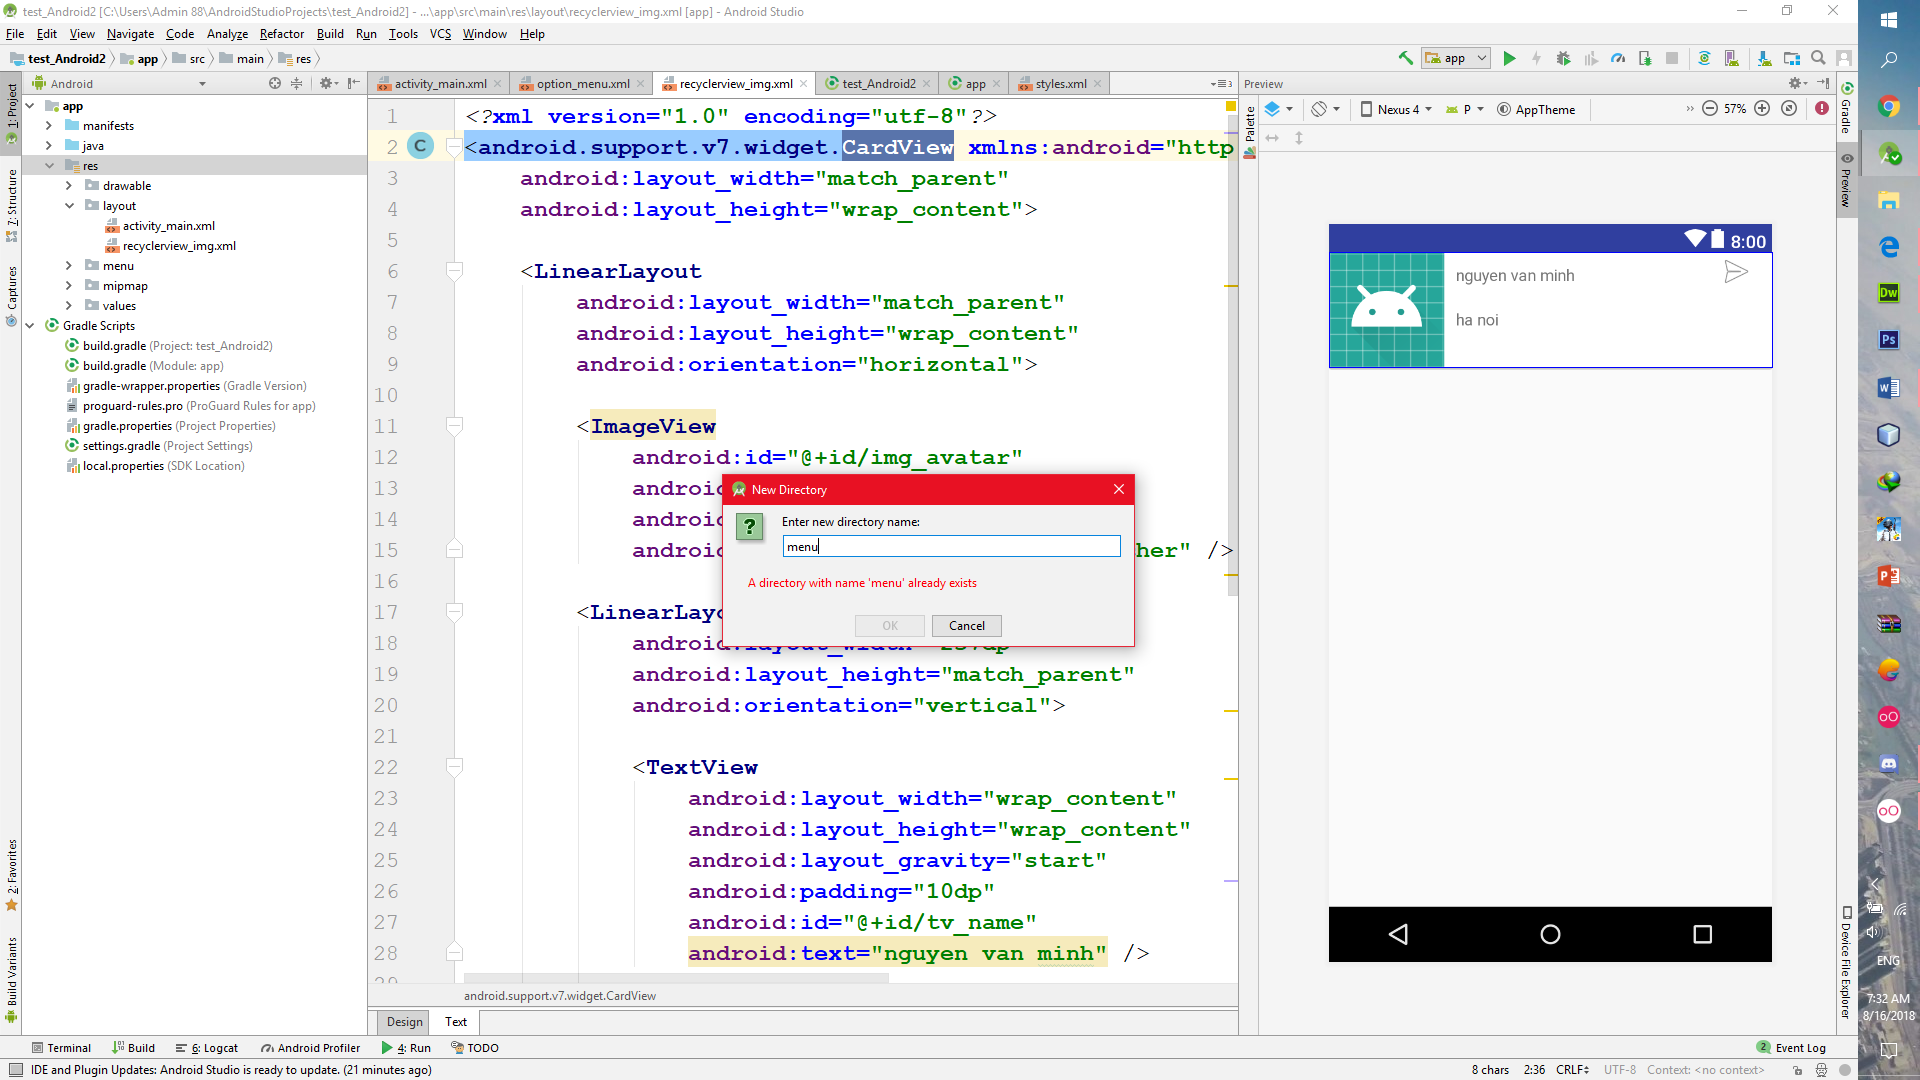 test_Android2 [C:\Users\Admin 88\AndroidStudioProjects\test_Android2] - ...\app\src\main\res\layout\recyclerview_img.xml [app] - Android Studio
File Edit View Navigate Code Analyze Refactor Build Run Tools VCS Window Help
test_Android2 app src main res
app
Android
activity_main.xml option_menu.xml recyclerview_img.xml test_Android2 app styles.xml
Preview
1: Project
7: Structure
Captures
2: Favorites
Build Variants
app
manifests
java
res
drawable
layout
activity_main.xml
recyclerview_img.xml
menu
mipmap
values
Gradle Scripts
build.gradle (Project: test_Android2)
build.gradle (Module: app)
gradle-wrapper.properties (Gradle Version)
proguard-rules.pro (ProGuard Rules for app)
gradle.properties (Project Properties)
settings.gradle (Project Settings)
local.properties (SDK Location)
1 <?xml version="1.0" encoding="utf-8"?>
2 C <android.support.v7.widget.CardView xmlns:android="http
3 android:layout_width="match_parent"
4 android:layout_height="wrap_content">
5
6 <LinearLayout
7 android:layout_width="match_parent"
8 android:layout_height="wrap_content"
9 android:orientation="horizontal">
10
11 <ImageView
12 android:id="@+id/img_avatar"
13 androi
14 androi
15 androi her" />
16
17 <LinearLayo
18 android:layout_width
19 android:layout_height="match_parent"
20 android:orientation="vertical">
21
22 <TextView
23 android:layout_width="wrap_content"
24 android:layout_height="wrap_content"
25 android:layout_gravity="start"
26 android:padding="10dp"
27 android:id="@+id/tv_name"
28 android:text="nguyen van minh" />
New Directory
? Enter new directory name:
menu
A directory with name 'menu' already exists
OK Cancel
android.support.v7.widget.CardView
Design Text
Palette
Nexus 4 P AppTheme 57%
8:00
nguyen van minh
ha noi
Gradle
Preview
Device File Explorer
Dw
Ps
W
P
ENG
7:32 AM
8/16/2018
Terminal Build 6: Logcat Android Profiler 4: Run TODO
2 Event Log
IDE and Plugin Updates: Android Studio is ready to update. (21 minutes ago)
8 chars 2:36 CRLF UTF-8 Context: <no context>